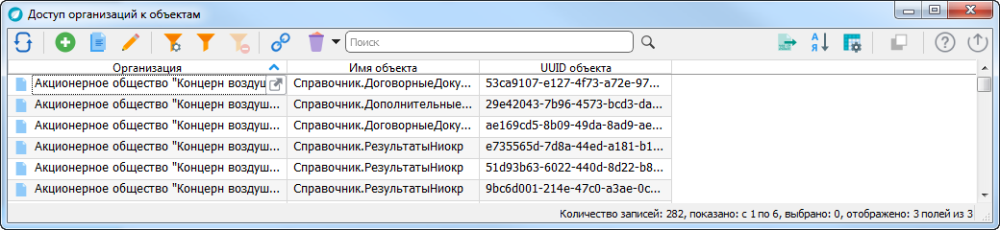 Доступ организаций к объектам
Поиск
А
Я
Организация Имя объекта UUID объекта
Акционерное общество "Концерн воздуш Справочник.ДоговорныеДоку... 53ca9107-e127-4f73-a72e-97...
Акционерное общество "Концерн воздуш... Справочник.Дополнительные... 29e42043-7b96-4573-bcd3-da...
Акционерное общество "Концерн воздуш... Справочник.ДоговорныеДоку... ae169cd5-8b09-49da-8ad9-ae...
Акционерное общество "Концерн воздуш... Справочник.РезультатыНиокр e735565d-7d8a-44ed-a181-b1...
Акционерное общество "Концерн воздуш... Справочник.РезультатыНиокр 51d93b63-6022-440d-8d22-b8...
Акционерное общество "Концерн воздуш... Справочник.РезультатыНиокр 9bc6d001-214e-47c0-a3ae-0c...
Количество записей: 282, показано: с 1 по 6, выбрано: 0, отображено: 3 полей из 3